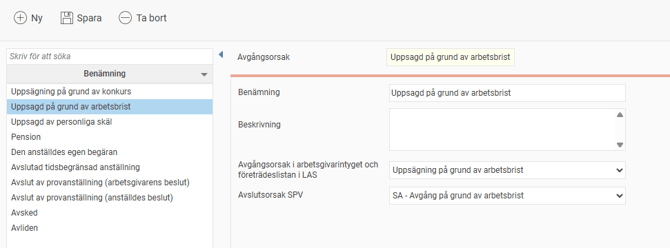 Ny Spara Ta bort
Skriv för att söka
Benämning
Uppsägning på grund av konkurs
Uppsagd på grund av arbetsbrist
Uppsagd av personliga skäl
Pension
Den anställdes egen begäran
Avslutad tidsbegränsad anställning
Avslut av provanställning (arbetsgivarens beslut)
Avslut av provanställning (anställdes beslut)
Avsked
Avliden
Avgångsorsak Uppsagd på grund av arbetsbrist
Benämning Uppsagd på grund av arbetsbrist
Beskrivning
Avgångsorsak i arbetsgivarintyget och
företrädeslistan i LAS Uppsägning på grund av arbetsbrist
Avslutsorsak SPV SA - Avgång på grund av arbetsbrist